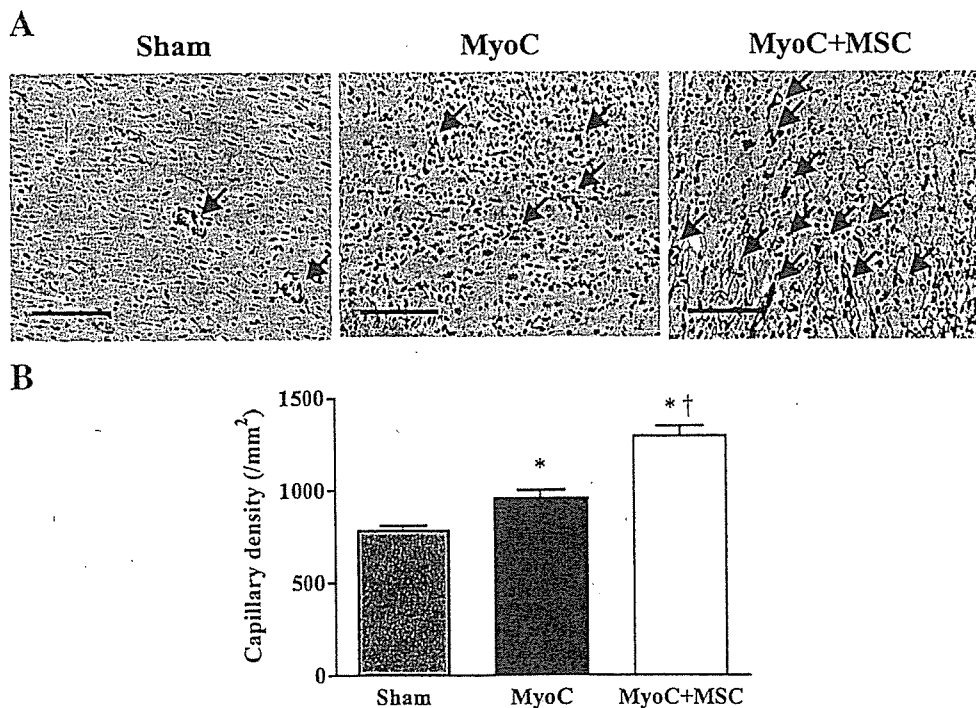 A
Sham MyoC MyoC+MSC
B
Capillary density (/mm²)
1500
1000
500
0
*
* †
Sham MyoC MyoC+MSC